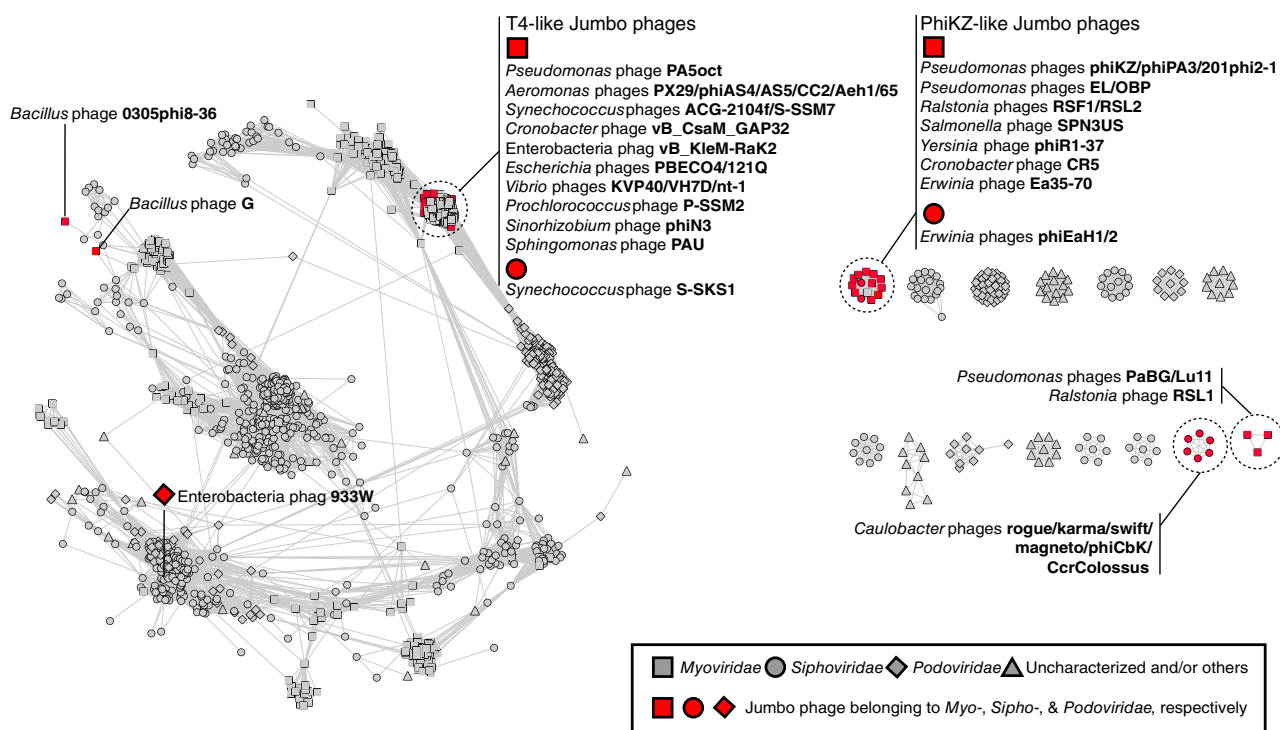 T4-like Jumbo phages
Pseudomonas phage PA5oct
Aeromonas phages PX29/phiAS4/AS5/CC2/Aeh1/65
Synechococcus phages ACG-2104f/S-SSM7
Cronobacter phage vB_CsaM_GAP32
Enterobacteria phag vB_KleM-RaK2
Escherichia phages PBECO4/121Q
Vibrio phages KVP40/VH7D/nt-1
Prochlorococcus phage P-SSM2
Sinorhizobium phage phiN3
Sphingomonas phage PAU
Synechococcus phage S-SKS1
PhiKZ-like Jumbo phages
Pseudomonas phages phiKZ/phiPA3/201phi2-1
Pseudomonas phages EL/OBP
Ralstonia phages RSF1/RSL2
Salmonella phage SPN3US
Yersinia phage phiR1-37
Cronobacter phage CR5
Erwinia phage Ea35-70
Erwinia phages phiEaH1/2
Bacillus phage 0305phi8-36
Bacillus phage G
Pseudomonas phages PaBG/Lu11
Ralstonia phage RSL1
Enterobacteria phag 933W
Caulobacter phages rogue/karma/swift/
magneto/phiCbK/
CcrColossus
Myoviridae Siphoviridae Podoviridae Uncharacterized and/or others
Jumbo phage belonging to Myo-, Sipho-, & Podoviridae, respectively